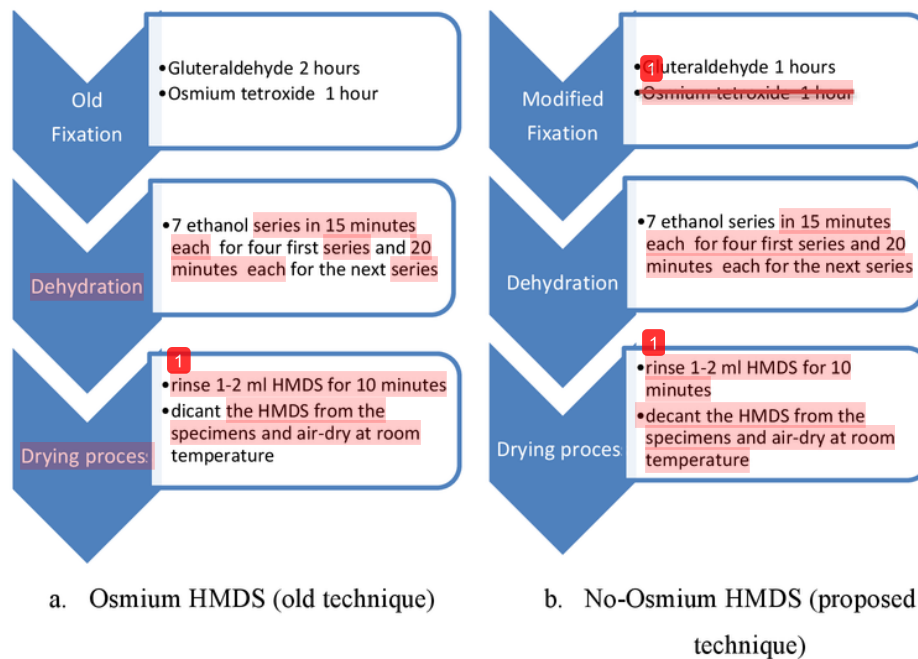 Old
Fixation
•Gluteraldehyde 2 hours
•Osmium tetroxide 1 hour
Dehydration
•7 ethanol series in 15 minutes
each for four first series and 20
minutes each for the next series
Drying process
1
•rinse 1-2 ml HMDS for 10 minutes
•dicant the HMDS from the
specimens and air-dry at room
temperature
a. Osmium HMDS (old technique)
Modified
Fixation
1
•Gluteraldehyde 1 hours
•Osmium tetroxide 1 hour
Dehydration
•7 ethanol series in 15 minutes
each for four first series and 20
minutes each for the next series
Drying process
1
•rinse 1-2 ml HMDS for 10
minutes
•decant the HMDS from the
specimens and air-dry at room
temperature
b. No-Osmium HMDS (proposed
technique)